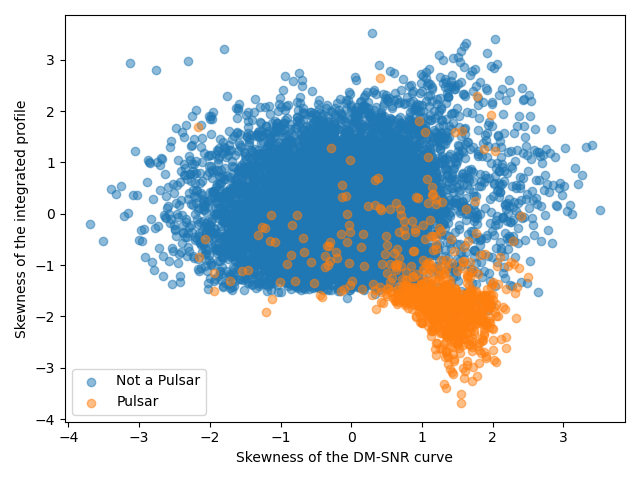 3
2
1
0
−1
−2
−3
−4
Skewness of the integrated profile
Not a Pulsar
Pulsar
−4 −3 −2 −1 0 1 2 3
Skewness of the DM-SNR curve